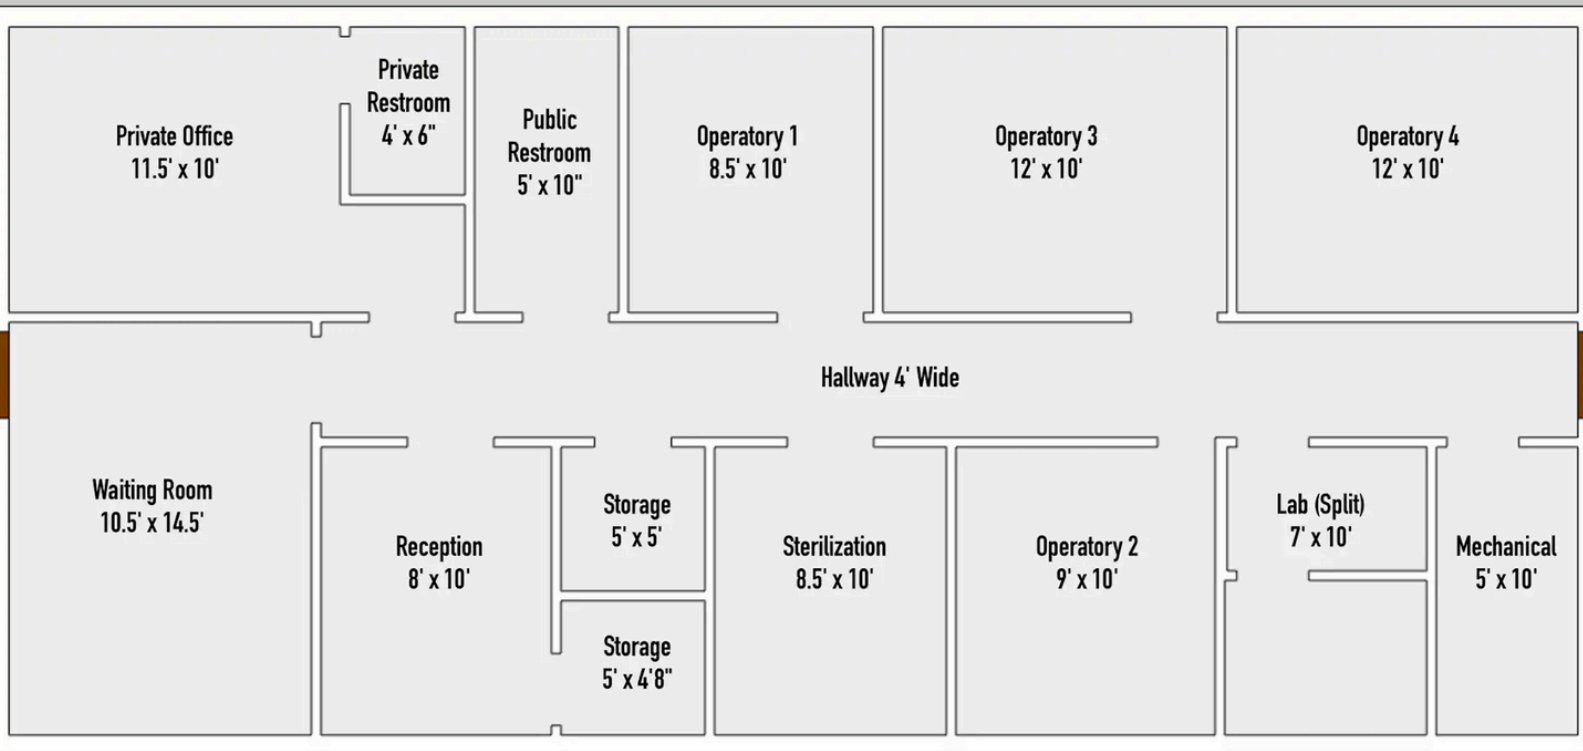 Private Office
11.5' x 10'
Private
Restroom
4' x 6"
Public
Restroom
5' x 10"
Operatory 1
8.5' x 10'
Operatory 3
12' x 10'
Operatory 4
12' x 10'
Hallway 4' Wide
Waiting Room
10.5' x 14.5'
Reception
8' x 10'
Storage
5' x 5'
Storage
5' x 4'8"
Sterilization
8.5' x 10'
Operatory 2
9' x 10'
Lab (Split)
7' x 10'
Mechanical
5' x 10'